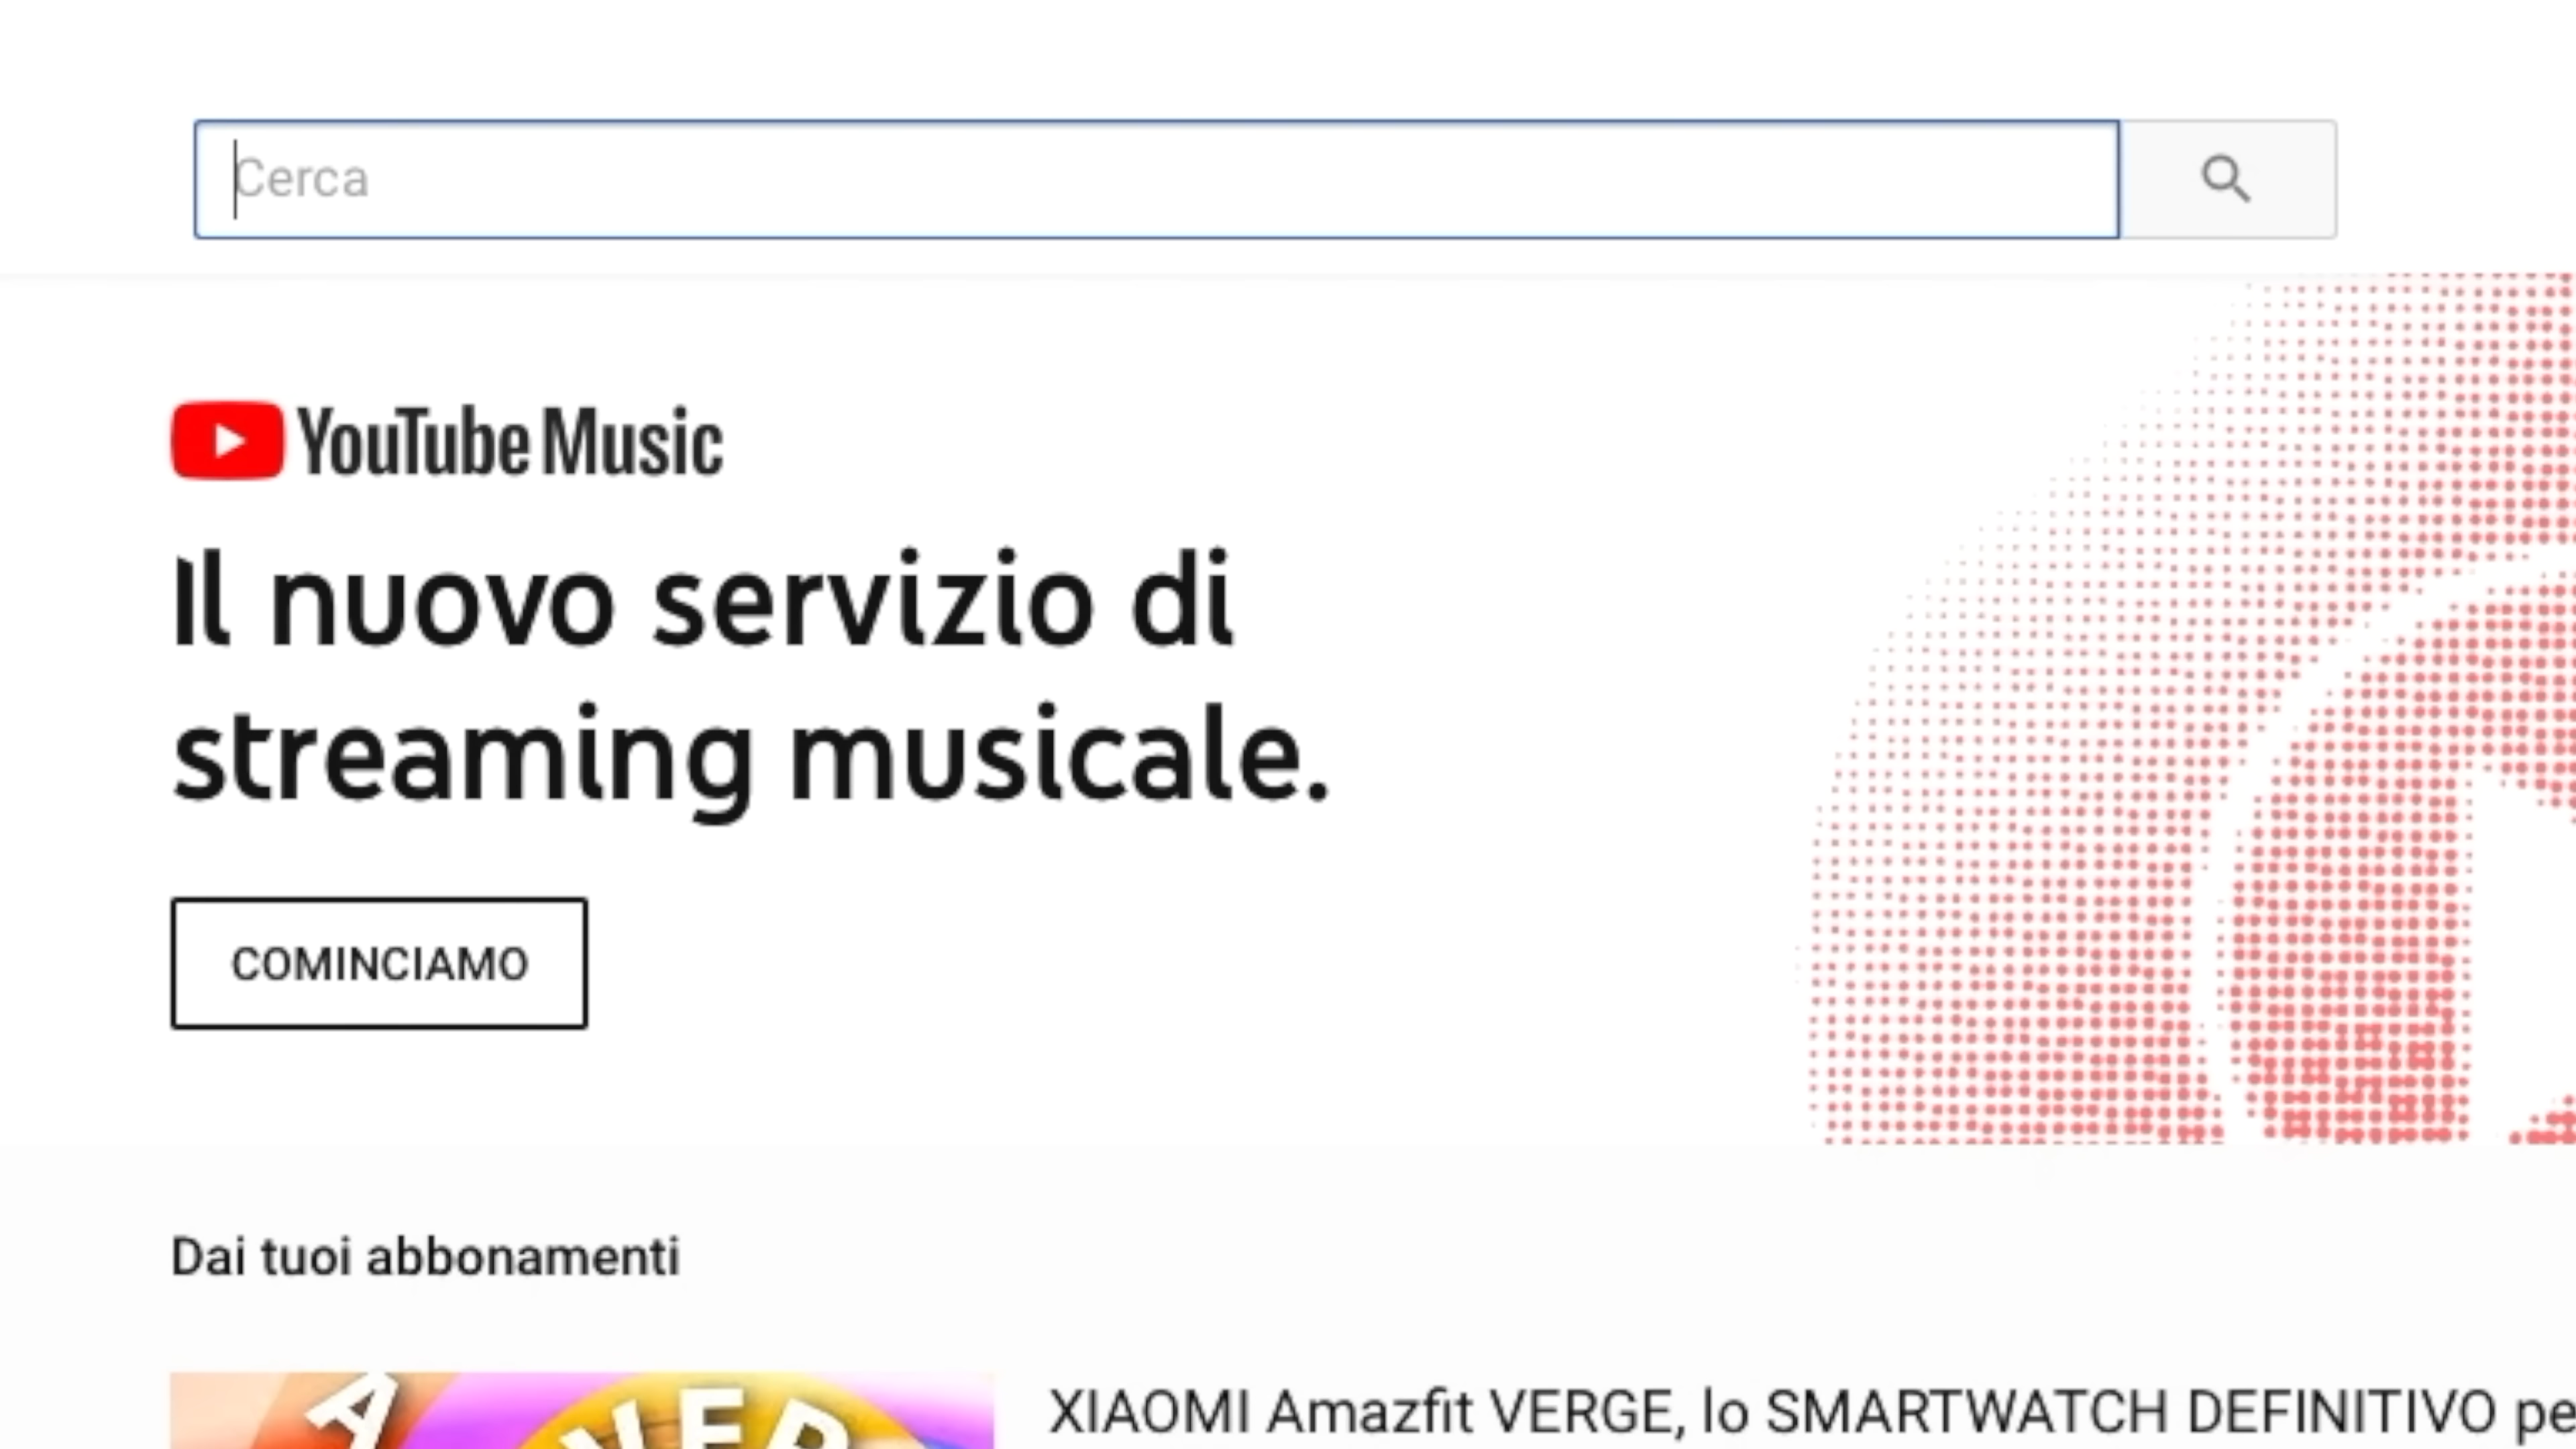 Cerca
YouTube Music
Il nuovo servizio di
streaming musicale.
COMINCIAMO
Dai tuoi abbonamenti
XIAOMI Amazfit VERGE, lo SMARTWATCH DEFINITIVO pe